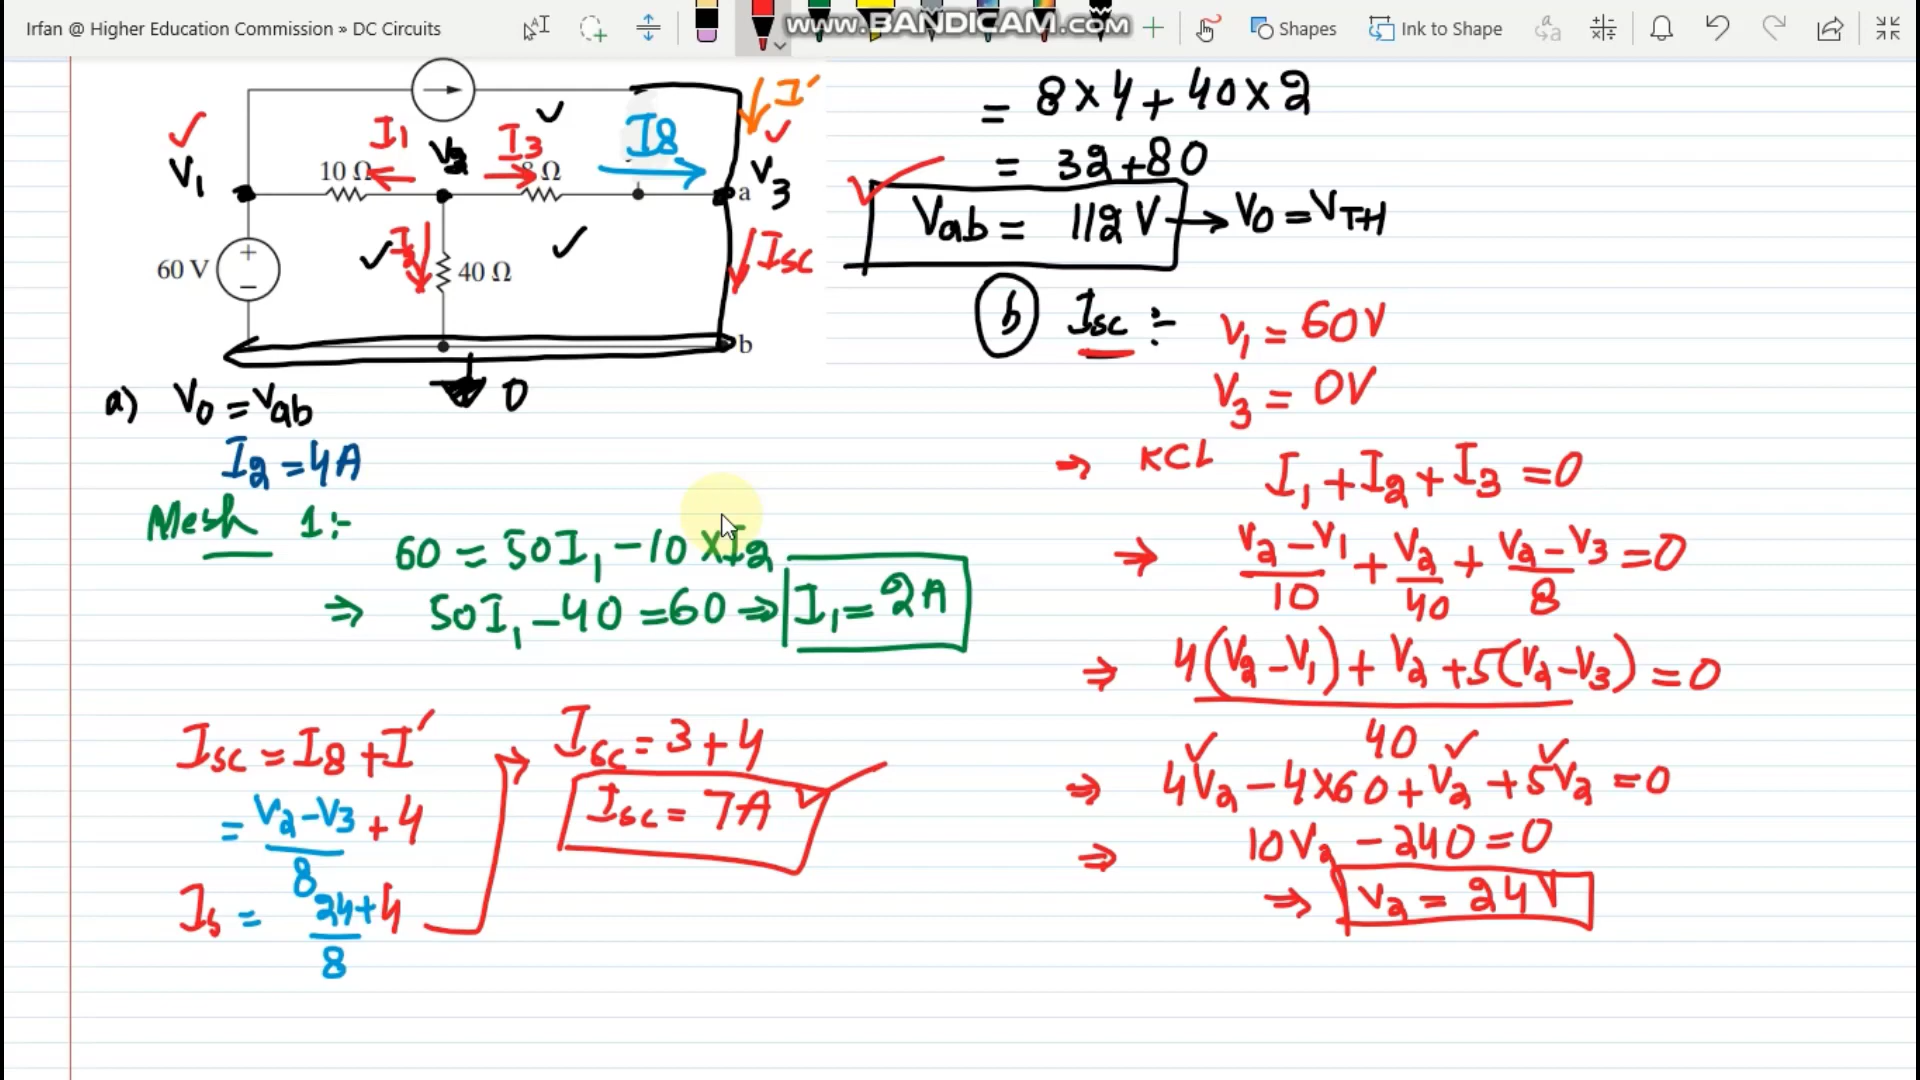 Irfan @ Higher Education Commission » DC Circuits
www.BANDICAM.com
Shapes
Ink to Shape
I'
I1
V2
I3
I8
V1
10 Ω
8 Ω
V3
a
I2
Isc
60 V
+
−
40 Ω
b
0
a) Vo = Vab
I2 = 4A
Mesh 1:-
60 = 50I1 − 10 × I2
⇒ 50I1 − 40 = 60 ⇒ I1 = 2A
Isc = I8 + I'
= V2 − V3 / 8 + 4
Is = 24/8 + 4
→ Isc = 3 + 4
Isc = 7A
= 8 × 4 + 40 × 2
= 32 + 80
Vab = 112 V → Vo = VTH
b Isc :-
V1 = 60V
V3 = 0V
⇒ KCL I1 + I2 + I3 = 0
⇒ V2 − V1 / 10 + V2 / 40 + V2 − V3 / 8 = 0
⇒ 4(V2 − V1) + V2 + 5(V2 − V3) = 0
40
⇒ 4V2 − 4×60 + V2 + 5V2 = 0
⇒ 10V2 − 240 = 0
⇒ V2 = 24 V